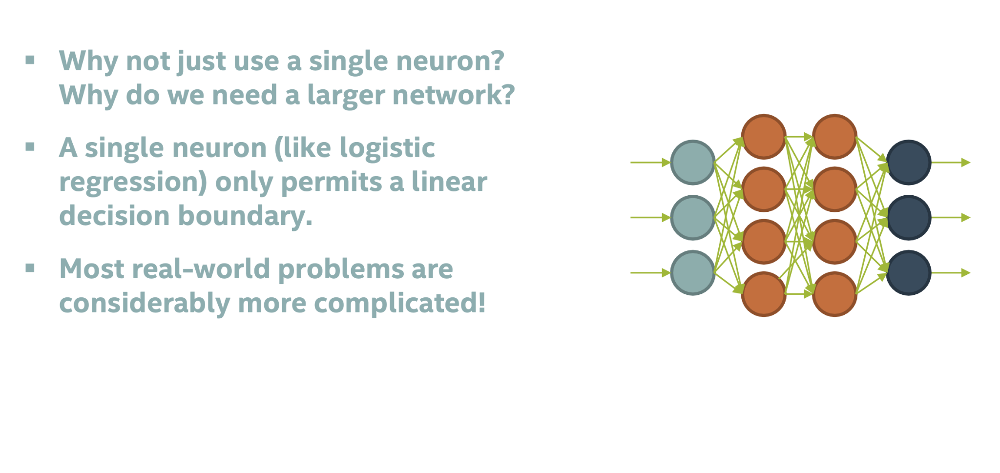 ▪ Why not just use a single neuron?
Why do we need a larger network?
▪ A single neuron (like logistic
regression) only permits a linear
decision boundary.
▪ Most real-world problems are
considerably more complicated!